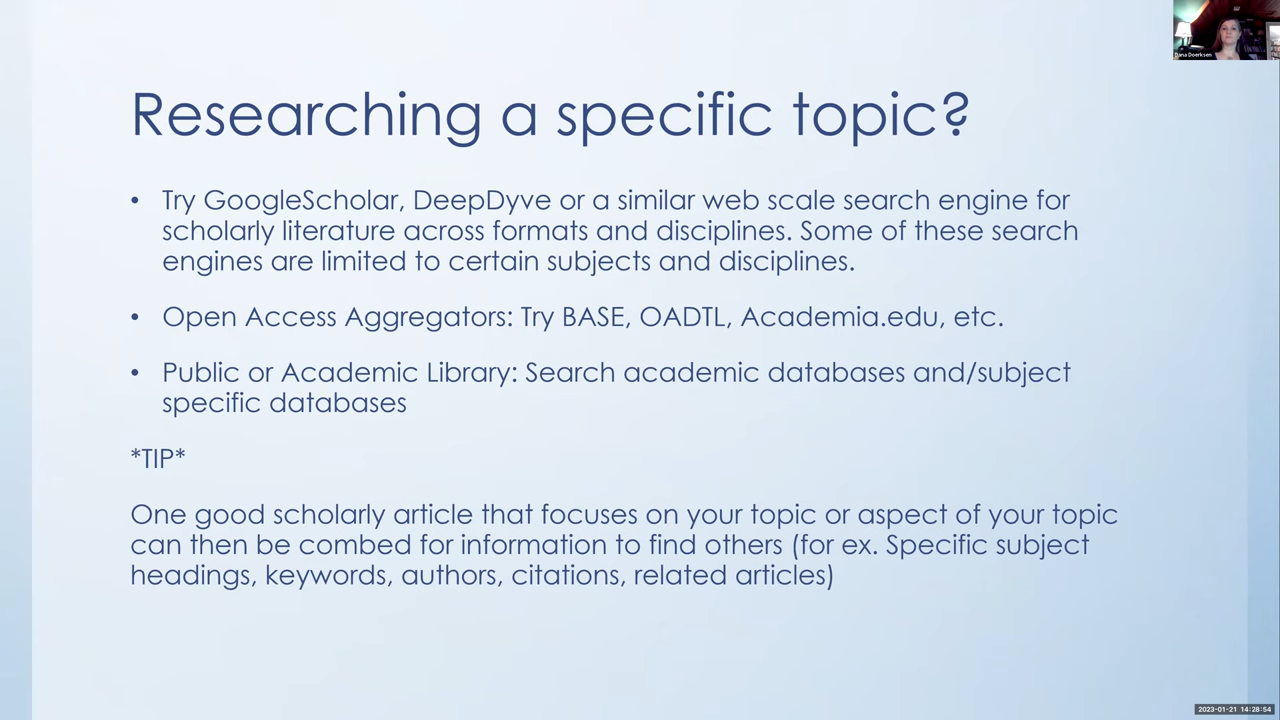 Researching a specific topic?
• Try GoogleScholar, DeepDyve or a similar web scale search engine for
scholarly literature across formats and disciplines. Some of these search
engines are limited to certain subjects and disciplines.
• Open Access Aggregators: Try BASE, OADTL, Academia.edu, etc.
• Public or Academic Library: Search academic databases and/subject
specific databases
*TIP*
One good scholarly article that focuses on your topic or aspect of your topic
can then be combed for information to find others (for ex. Specific subject
headings, keywords, authors, citations, related articles)
Dana Doerksen
2023-01-21 14:28:54